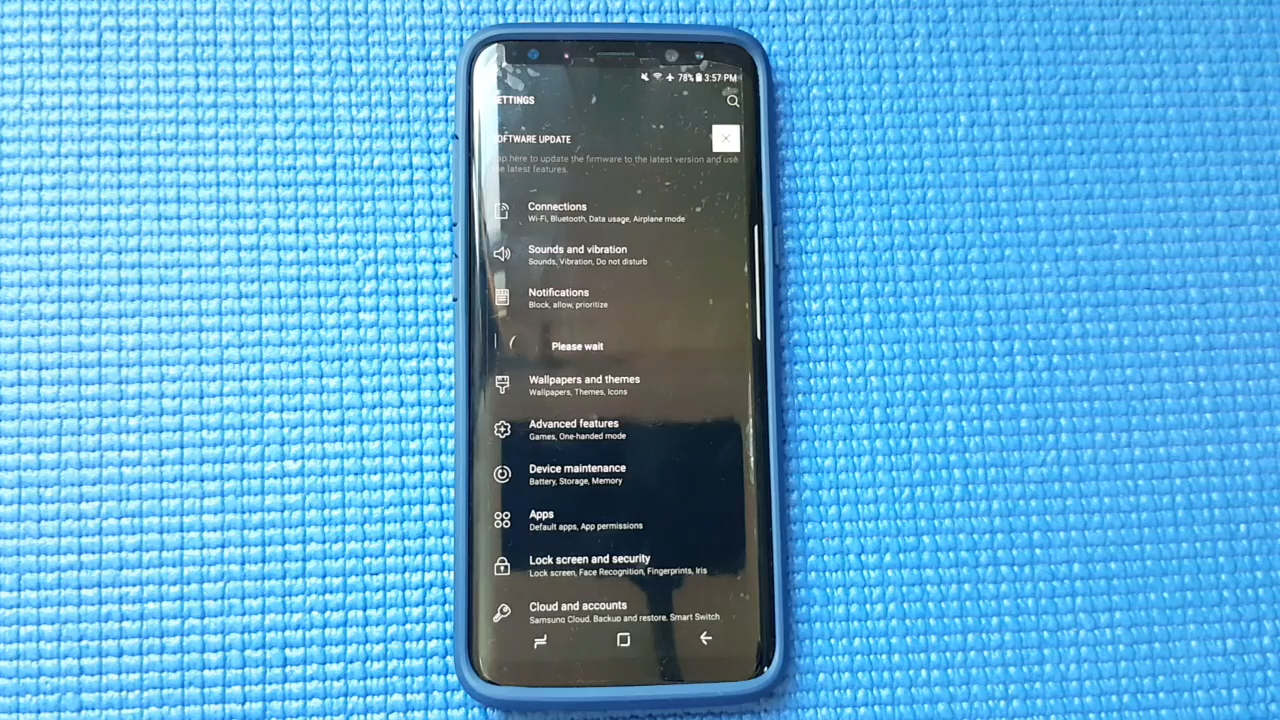 78% 3:57 PM
ETTINGS
OFTWARE UPDATE
ap here to update the firmware to the latest version and use
he latest features.
Connections
Wi-Fi, Bluetooth, Data usage, Airplane mode
Sounds and vibration
Sounds, Vibration, Do not disturb
Notifications
Block, allow, prioritize
Please wait
Wallpapers and themes
Wallpapers, Themes, Icons
Advanced features
Games, One-handed mode
Device maintenance
Battery, Storage, Memory
Apps
Default apps, App permissions
Lock screen and security
Lock screen, Face Recognition, Fingerprints, Iris
Cloud and accounts
Samsung Cloud, Backup and restore, Smart Switch